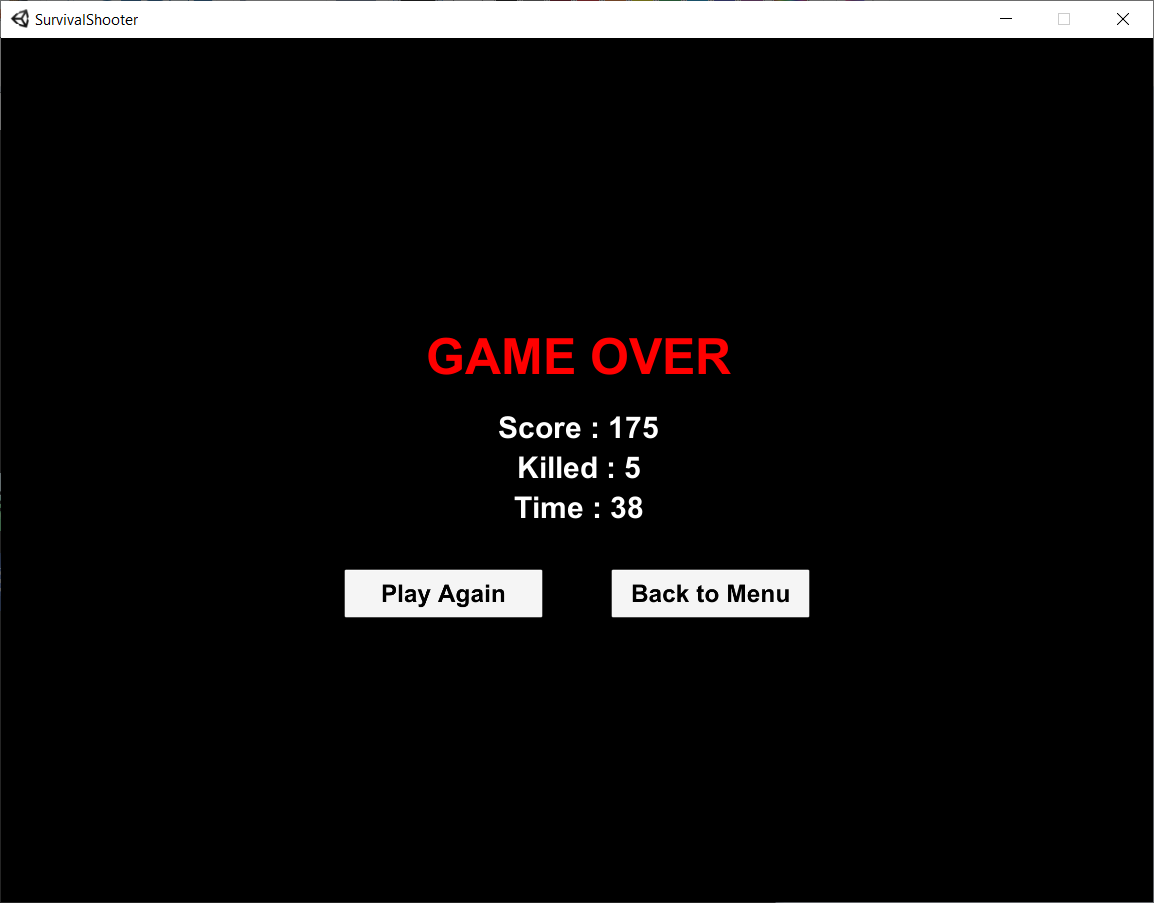 SurvivalShooter
GAME OVER
Score : 175
Killed : 5
Time : 38
Play Again
Back to Menu